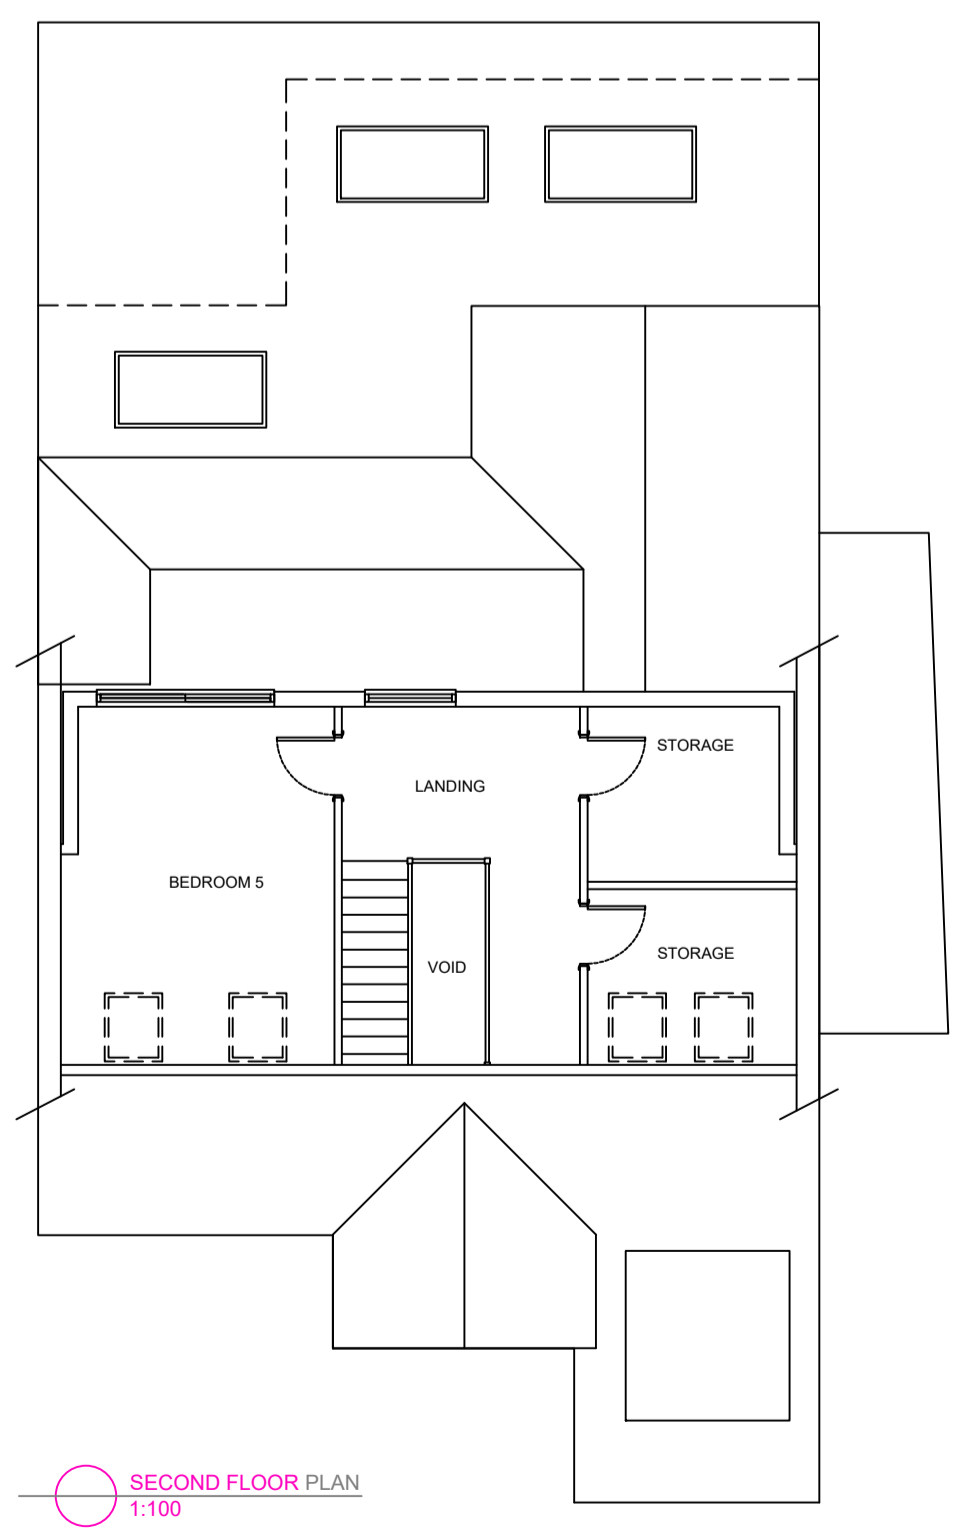 STORAGE
LANDING
BEDROOM 5
STORAGE
VOID
SECOND FLOOR PLAN
1:100